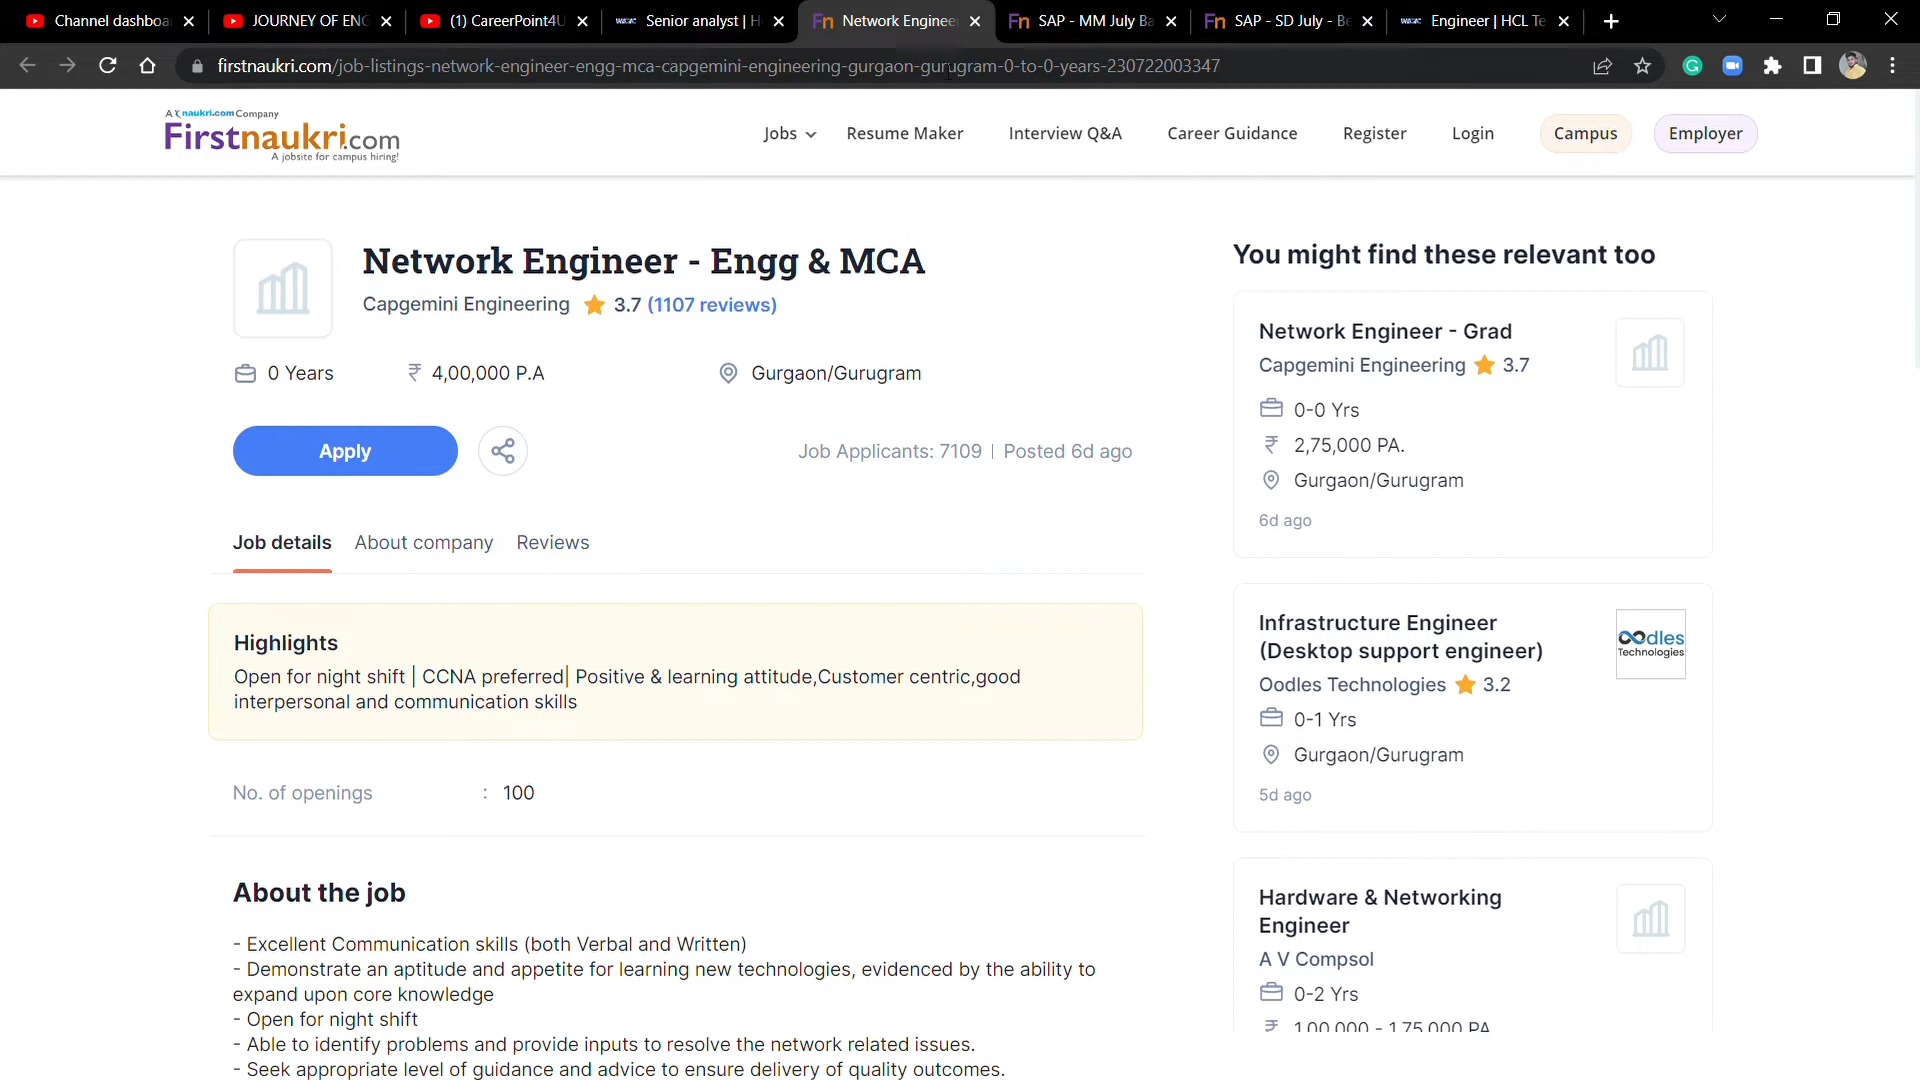 Channel dashboa
JOURNEY OF ENG
(1) CareerPoint4U
Senior analyst | H
Network Enginee
SAP - MM July Ba
SAP - SD July - Be
Engineer | HCL Te
firstnaukri.com/job-listings-network-engineer-engg-mca-capgemini-engineering-gurgaon-gurugram-0-to-0-years-230722003347
A naukri.com Company
Firstnaukri.com
A jobsite for campus hiring!
Jobs
Resume Maker
Interview Q&A
Career Guidance
Register
Login
Campus
Employer
Network Engineer - Engg & MCA
Capgemini Engineering 3.7 (1107 reviews)
0 Years
₹ 4,00,000 P.A
Gurgaon/Gurugram
Apply
Job Applicants: 7109 | Posted 6d ago
Job details
About company
Reviews
Highlights
Open for night shift | CCNA preferred| Positive & learning attitude,Customer centric,good
interpersonal and communication skills
No. of openings : 100
About the job
- Excellent Communication skills (both Verbal and Written)
- Demonstrate an aptitude and appetite for learning new technologies, evidenced by the ability to
expand upon core knowledge
- Open for night shift
- Able to identify problems and provide inputs to resolve the network related issues.
- Seek appropriate level of guidance and advice to ensure delivery of quality outcomes.
You might find these relevant too
Network Engineer - Grad
Capgemini Engineering 3.7
0-0 Yrs
₹ 2,75,000 PA.
Gurgaon/Gurugram
6d ago
Infrastructure Engineer
(Desktop support engineer)
Oodles Technologies 3.2
0-1 Yrs
Gurgaon/Gurugram
5d ago
oodles
Technologies
Hardware & Networking
Engineer
A V Compsol
0-2 Yrs
₹ 1,00,000 - 1,75,000 PA